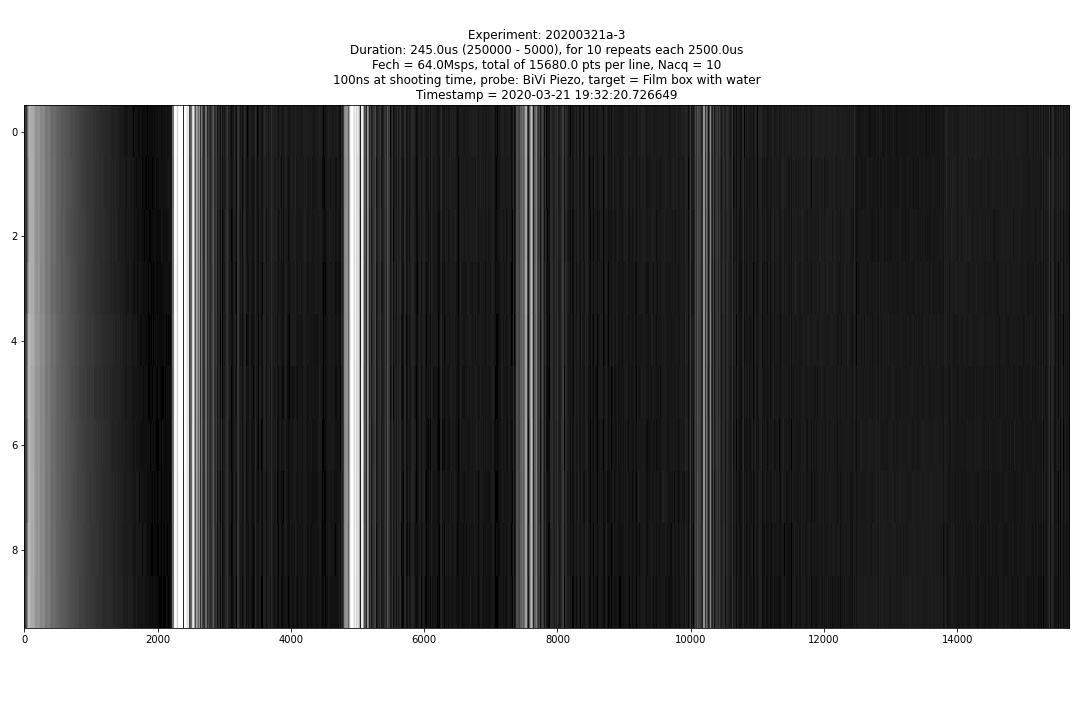 Experiment: 20200321a-3
Duration: 245.0us (250000 - 5000), for 10 repeats each 2500.0us
Fech = 64.0Msps, total of 15680.0 pts per line, Nacq = 10
100ns at shooting time, probe: BiVi Piezo, target = Film box with water
Timestamp = 2020-03-21 19:32:20.726649
0
2
4
6
8
0 2000 4000 6000 8000 10000 12000 14000